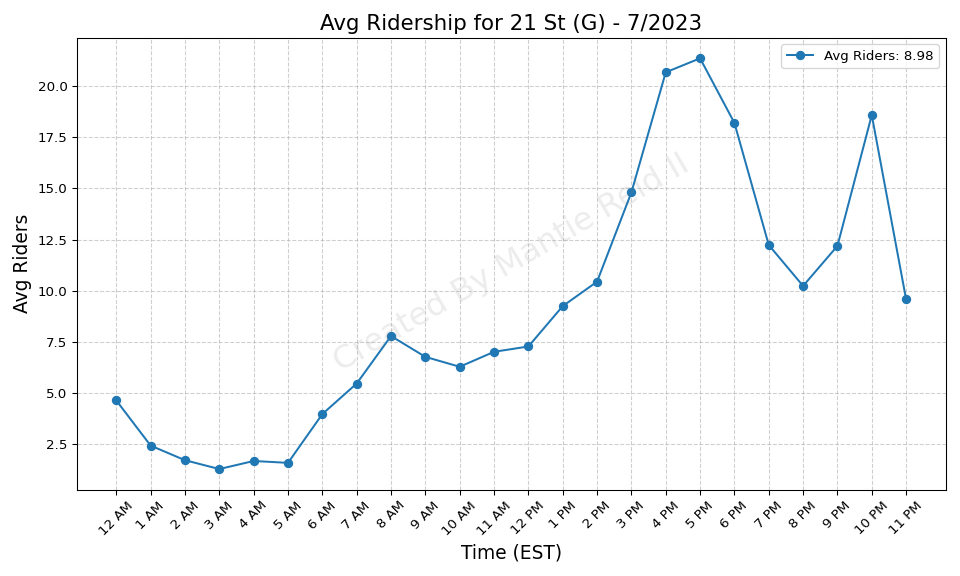 Avg Ridership for 21 St (G) - 7/2023
Avg Riders: 8.98
20.0
17.5
15.0
12.5
10.0
7.5
5.0
2.5
Avg Riders
Created By Mantle Reid II
12 AM
1 AM
2 AM
3 AM
4 AM
5 AM
6 AM
7 AM
8 AM
9 AM
10 AM
11 AM
12 PM
1 PM
2 PM
3 PM
4 PM
5 PM
6 PM
7 PM
8 PM
9 PM
10 PM
11 PM
Time (EST)